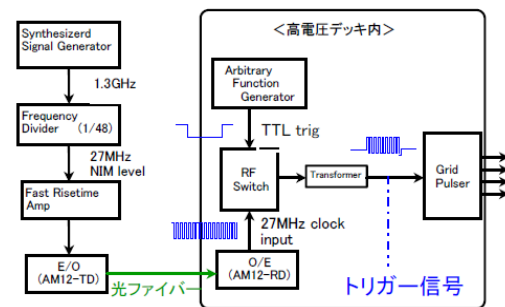 Synthesizerd
Signal Generator
1.3GHz
Frequency
Divider (1/48)
27MHz
NIM level
Fast Risetime
Amp
E/O
(AM12-TD)
光ファイバー
<高電圧デッキ内>
Arbitrary
Function
Generator
TTL trig
RF
Switch
Transformer
Grid
Pulser
27MHz clock
input
O/E
(AM12-RD)
トリガー信号